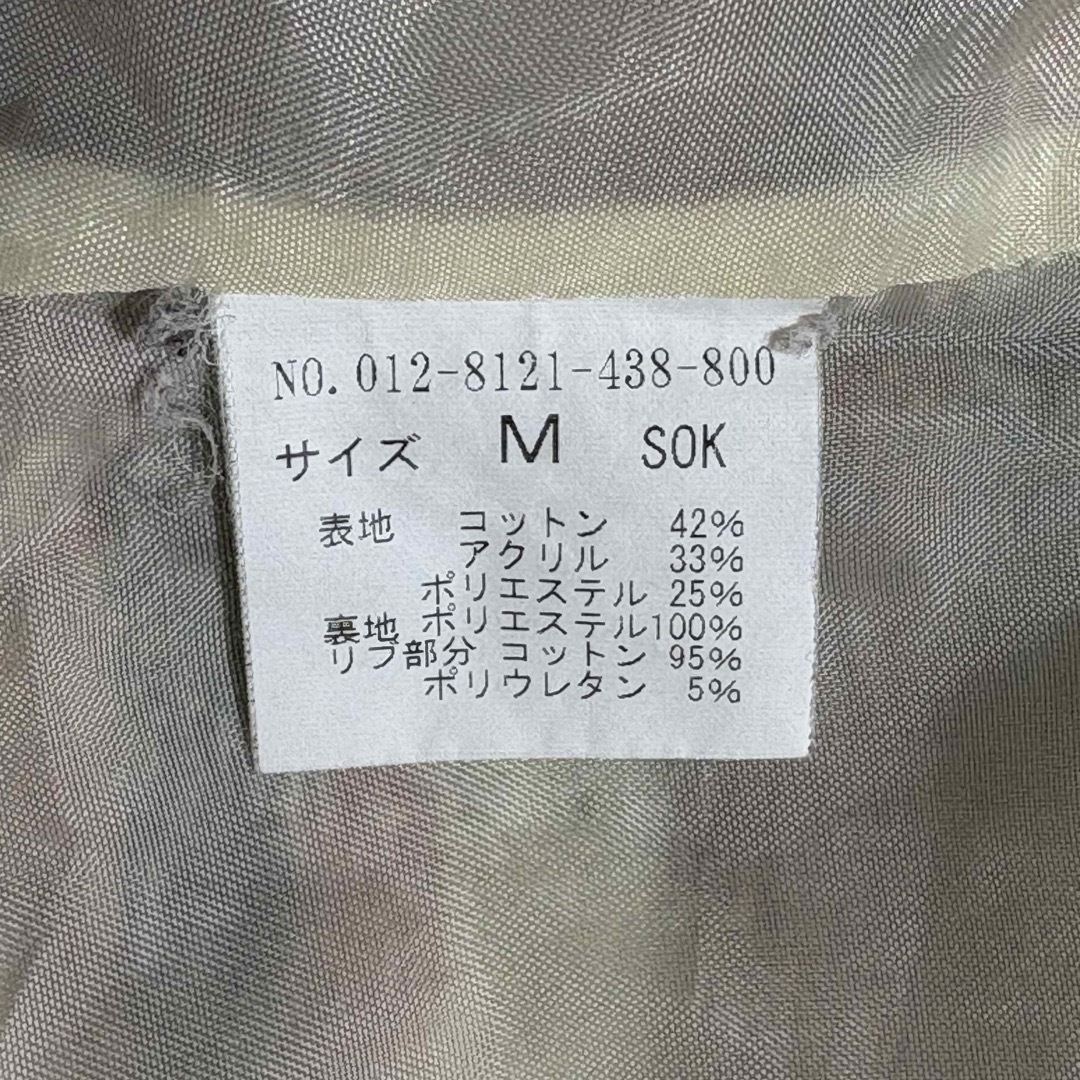 NO. 012-8121-438-800
サイズ M SOK
表地 コットン 42%
アクリル 33%
ポリエステル 25%
裏地 ポリエステル100%
リブ部分 コットン 95%
ポリウレタン 5%